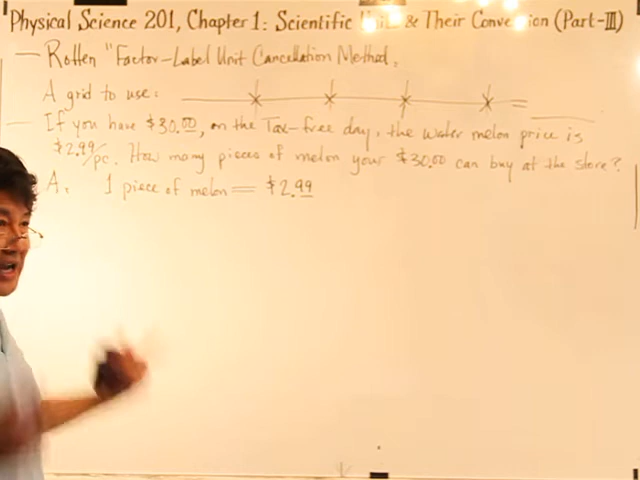 Physical Science 201, Chapter 1: Scientific Units & Their Conversion (Part-III)
— Rotten "Factor-Label Unit Cancellation Method.
A grid to use:
— If you have $30.00, on the Tax-free day, the water melon price is
$2.99/pc. How many pieces of melon your $30.00 can buy at the store?
A. 1 piece of melon = $2.99